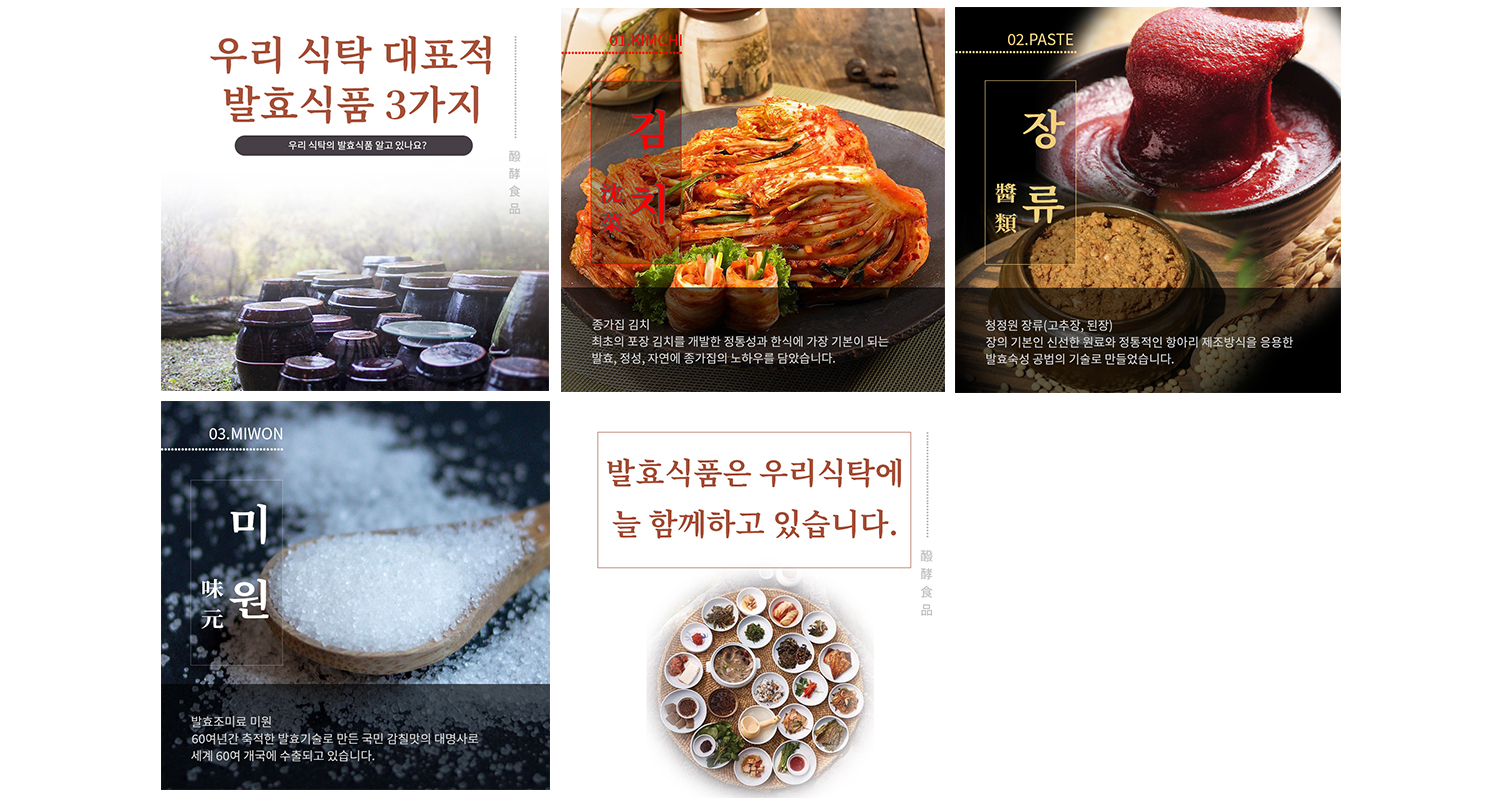 우리 식탁 대표적
발효식품 3가지
우리 식탁의 발효식품 알고 있나요?
醱酵食品
01.KIMCHI
김치
沈菜
종가집 김치
최초의 포장 김치를 개발한 정통성과 한식에 가장 기본이 되는
발효, 정성, 자연에 종가집의 노하우를 담았습니다.
02.PASTE
장류
醬類
청정원 장류(고추장, 된장)
장의 기본인 신선한 원료와 정통적인 항아리 제조방식을 응용한
발효숙성 공법의 기술로 만들었습니다.
03.MIWON
미원
味元
발효조미료 미원
60여년간 축적한 발효기술로 만든 국민 감칠맛의 대명사로
세계 60여 개국에 수출되고 있습니다.
발효식품은 우리식탁에
늘 함께하고 있습니다.
醱酵食品